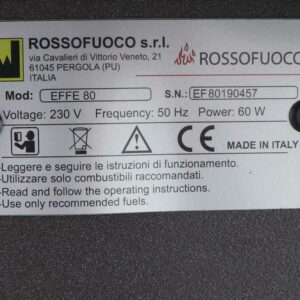 ROSSOFUOCO s.r.l.
via Cavalieri di Vittorio Veneto, 21
61045 PERGOLA (PU)
ITALIA
ROSSOFUOCO
Mod: EFFE 80 S.N.: EF80190457
Voltage: 230 V Frequency: 50 Hz Power: 60 W
CE MADE IN ITALY
-Leggere e seguire le istruzioni di funzionamento.
-Utilizzare solo combustibili raccomandati.
-Read and follow the operating instructions.
-Use only recommended fuels.